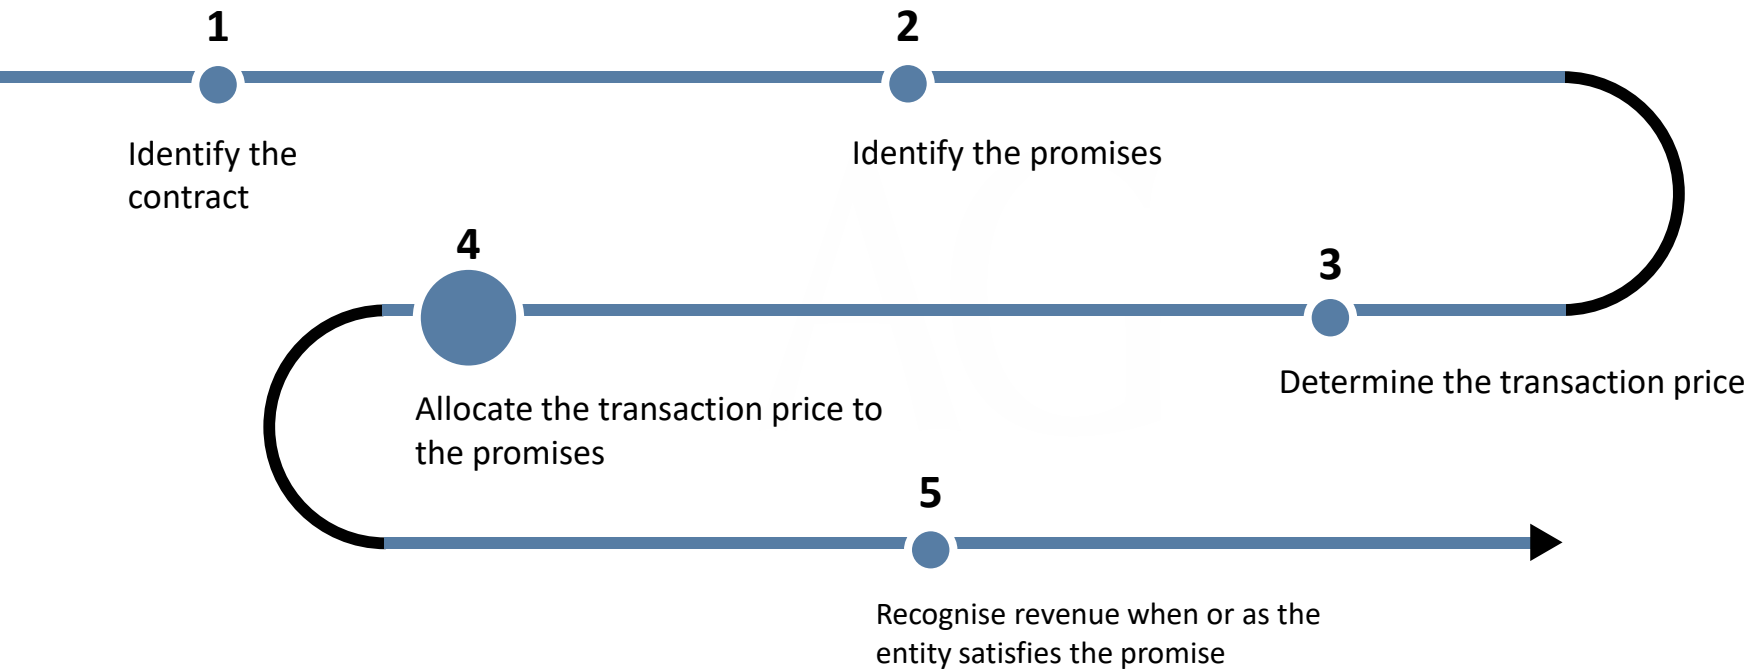 1
Identify the
contract
2
Identify the promises
3
Determine the transaction price
4
Allocate the transaction price to
the promises
5
Recognise revenue when or as the
entity satisfies the promise